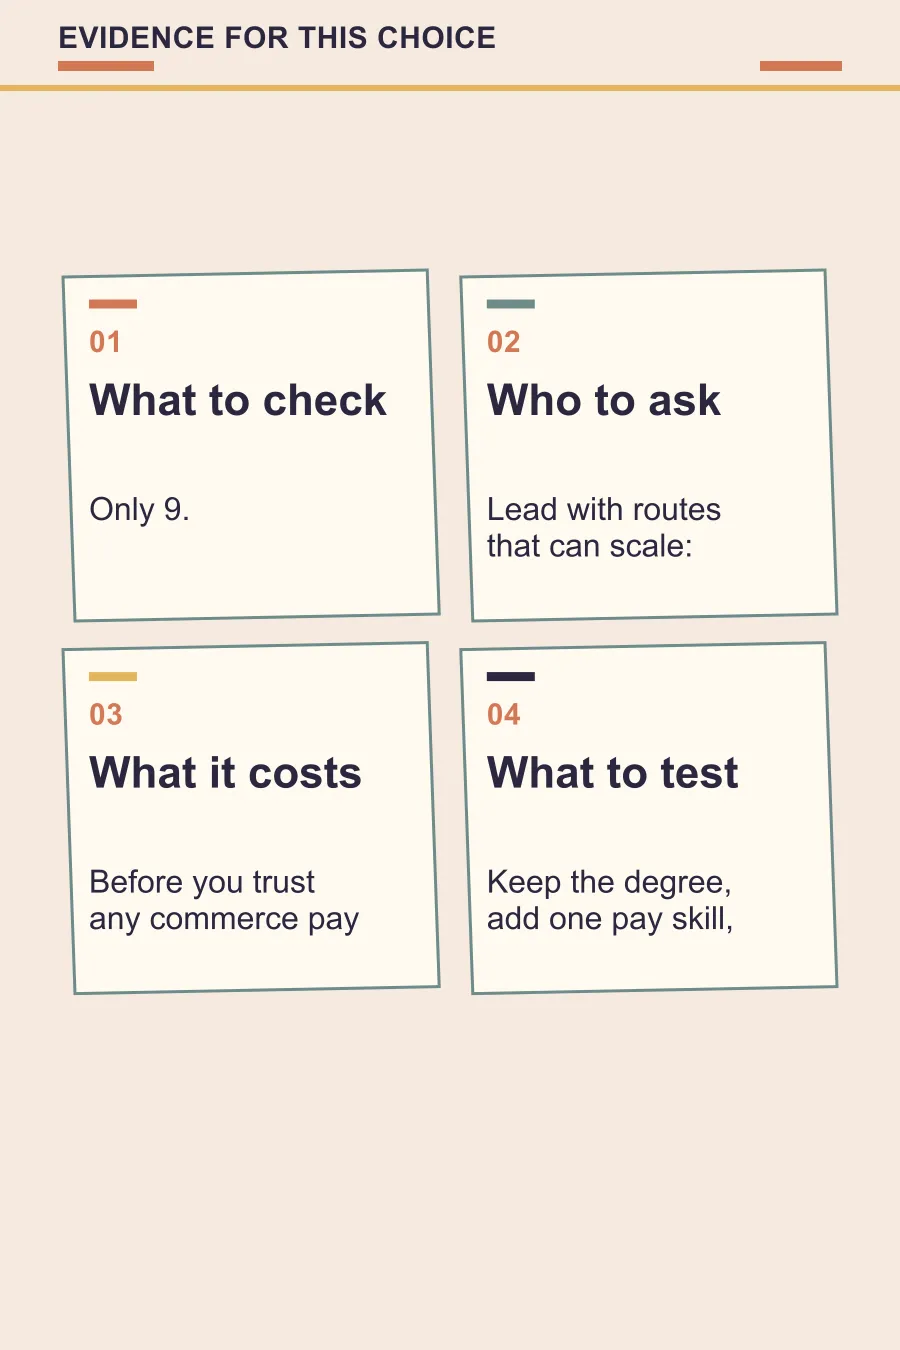 EVIDENCE FOR THIS CHOICE
01
What to check
Only 9.
02
Who to ask
Lead with routes
that can scale:
03
What it costs
Before you trust
any commerce pay
04
What to test
Keep the degree,
add one pay skill,